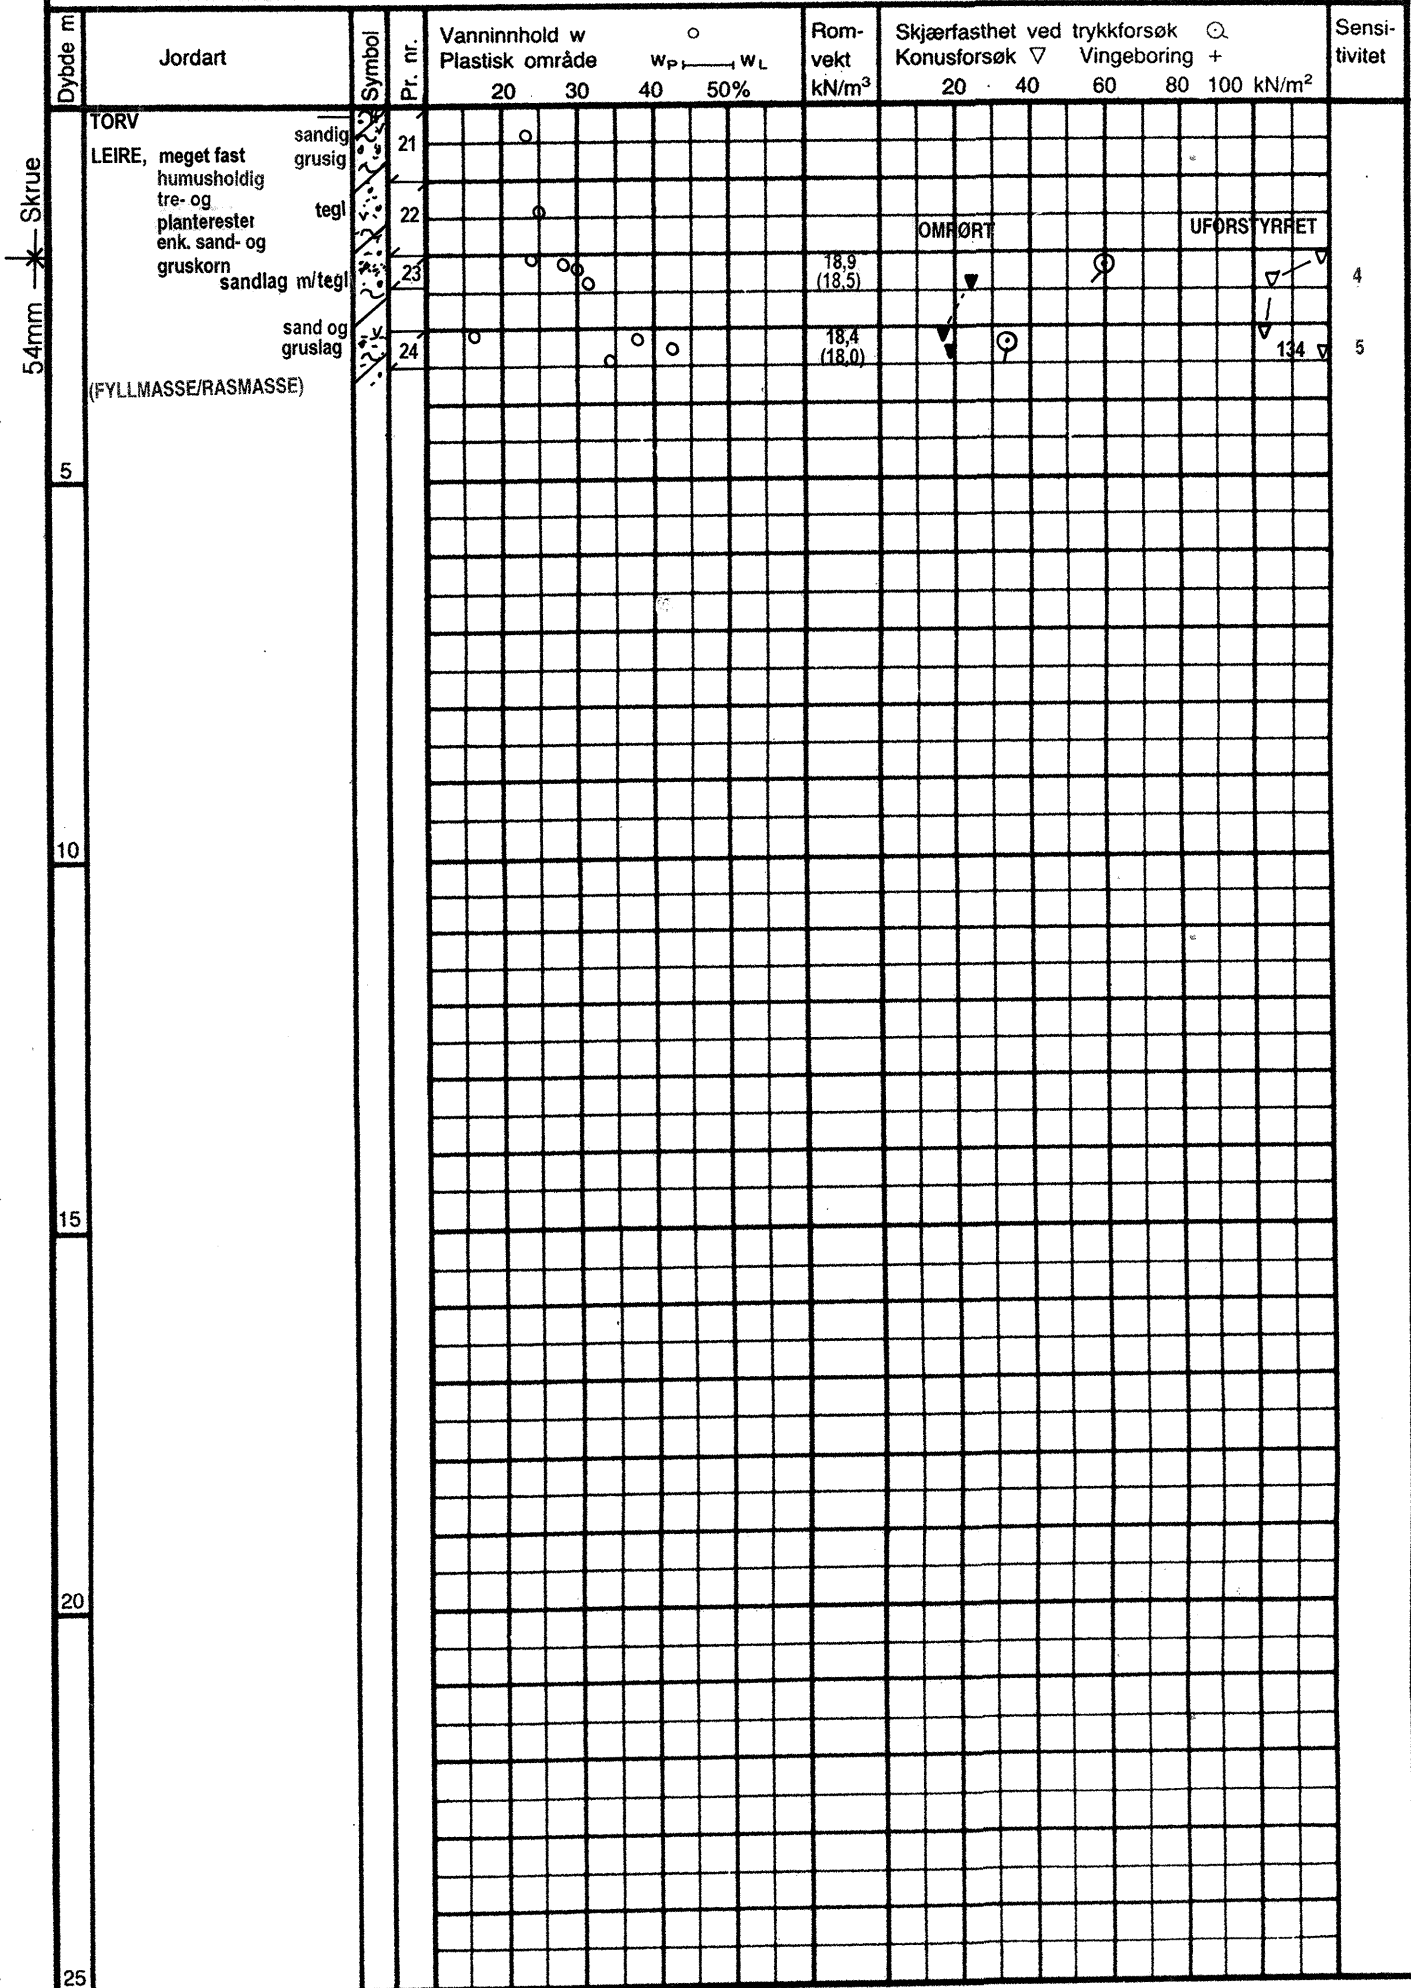 Dybde m
Jordart
Symbol
Pr. nr.
Vanninnhold w
Plastisk område WP WL
20 30 40 50%
Rom-
vekt
kN/m³
Skjærfasthet ved trykkforsøk
Konusforsøk ▽ Vingeboring +
20 40 60 80 100 kN/m²
Sensi-
tivitet
TORV
sandig
LEIRE, meget fast grusig
humusholdig
tre- og
tegl
planterester
enk. sand- og
gruskorn
sandlag m/tegl
sand og
gruslag
(FYLLMASSE/RASMASSE)
21
22
23
24
OMRØRT
UFORSTYRRET
18,9
(18,5)
4
18,4
(18,0)
134
5
Skrue
54mm
5
10
15
20
25